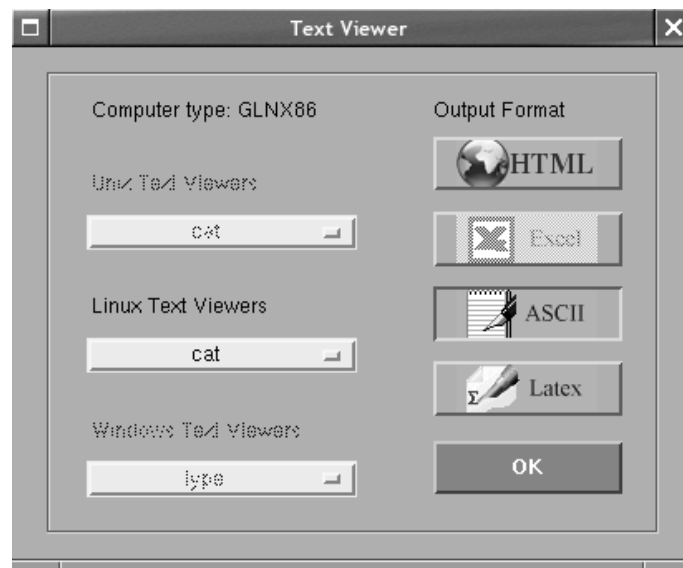 Text Viewer
Computer type: GLNX86
Unix Text Viewers
cat
Linux Text Viewers
cat
Windows Text Viewers
type
Output Format
HTML
Excel
ASCII
Σ Latex
OK